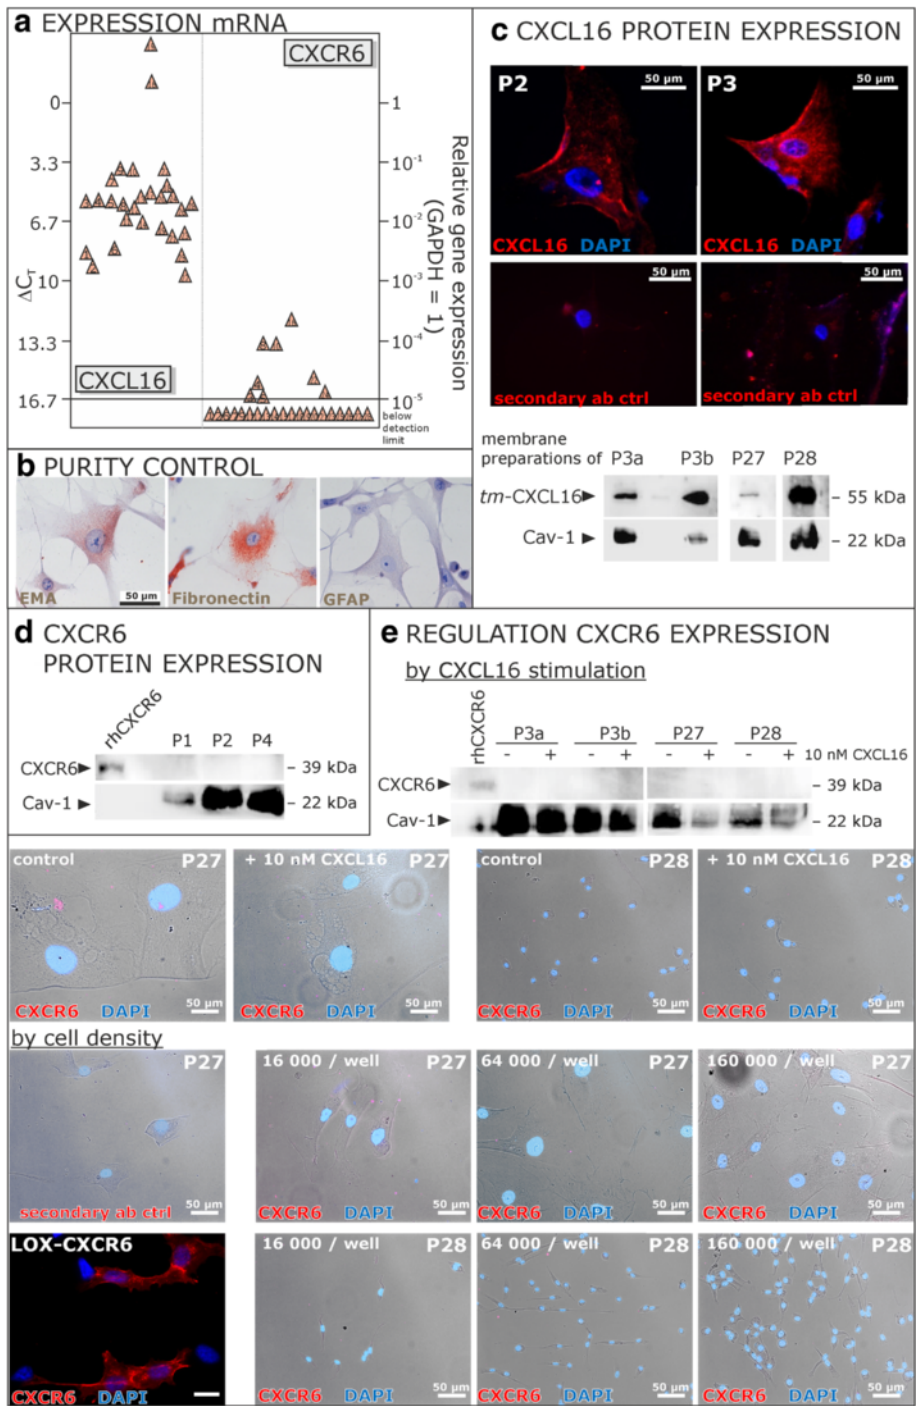 a EXPRESSION mRNA
CXCR6
0
3.3
6.7
10
13.3
16.7
ΔCT
1
10-1
10-2
10-3
10-4
10-5
below
detection
limit
Relative gene expression
(GAPDH = 1)
CXCL16
b PURITY CONTROL
EMA
50 µm
Fibronectin
GFAP
c CXCL16 PROTEIN EXPRESSION
P2
50 µm
P3
50 µm
CXCL16 DAPI
CXCL16 DAPI
50 µm
50 µm
secondary ab ctrl
secondary ab ctrl
membrane
preparations of P3a P3b P27 P28
tm-CXCL16 55 kDa
Cav-1 22 kDa
d CXCR6
PROTEIN EXPRESSION
rhCXCR6 P1 P2 P4
CXCR6 39 kDa
Cav-1 22 kDa
e REGULATION CXCR6 EXPRESSION
by CXCL16 stimulation
rhCXCR6
P3a P3b P27 P28
- + - + - + - + 10 nM CXCL16
CXCR6 39 kDa
Cav-1 22 kDa
control P27
CXCR6 DAPI 50 µm
+ 10 nM CXCL16 P27
CXCR6 DAPI 50 µm
control P28
CXCR6 DAPI 50 µm
+ 10 nM CXCL16 P28
CXCR6 DAPI 50 µm
by cell density
P27
secondary ab ctrl 50 µm
16 000 / well P27
CXCR6 DAPI 50 µm
64 000 / well P27
CXCR6 DAPI 50 µm
160 000 / well P27
CXCR6 DAPI 50 µm
LOX-CXCR6
CXCR6 DAPI
16 000 / well P28
CXCR6 DAPI 50 µm
64 000 / well P28
CXCR6 DAPI 50 µm
160 000 / well P28
CXCR6 DAPI 50 µm